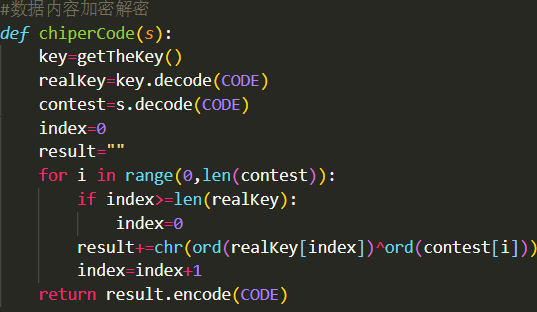 #数据内容加密解密
def chiperCode(s):
    key=getTheKey()
    realKey=key.decode(CODE)
    contest=s.decode(CODE)
    index=0
    result=""
    for i in range(0,len(contest)):
        if index>=len(realKey):
            index=0
        result+=chr(ord(realKey[index])^ord(contest[i]))
        index=index+1
    return result.encode(CODE)